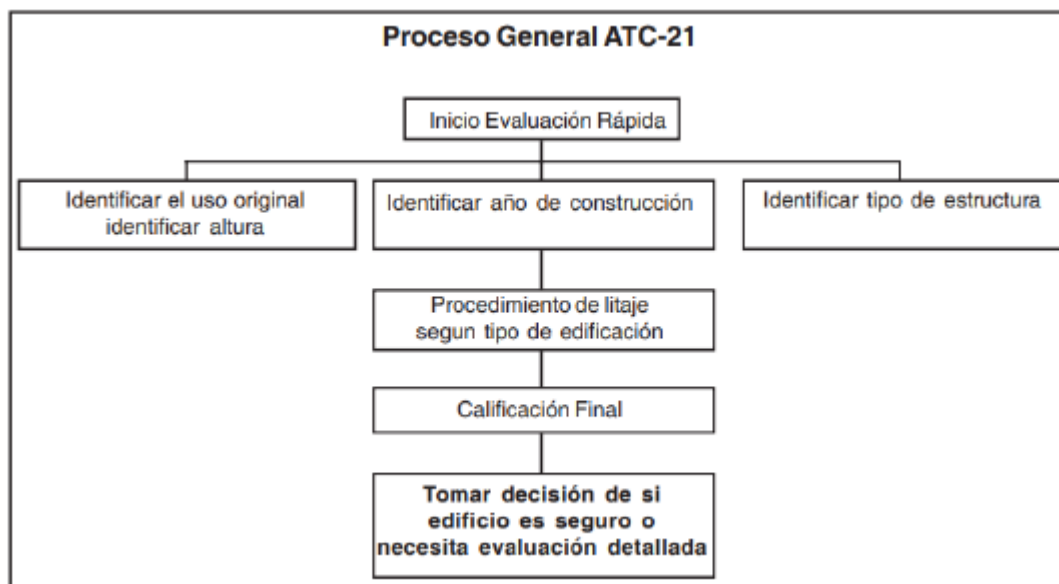 Proceso General ATC-21
Inicio Evaluación Rápida
Identificar el uso original
identificar altura
Identificar año de construcción
Identificar tipo de estructura
Procedimiento de litaje
segun tipo de edificación
Calificación Final
Tomar decisión de si
edificio es seguro o
necesita evaluación detallada